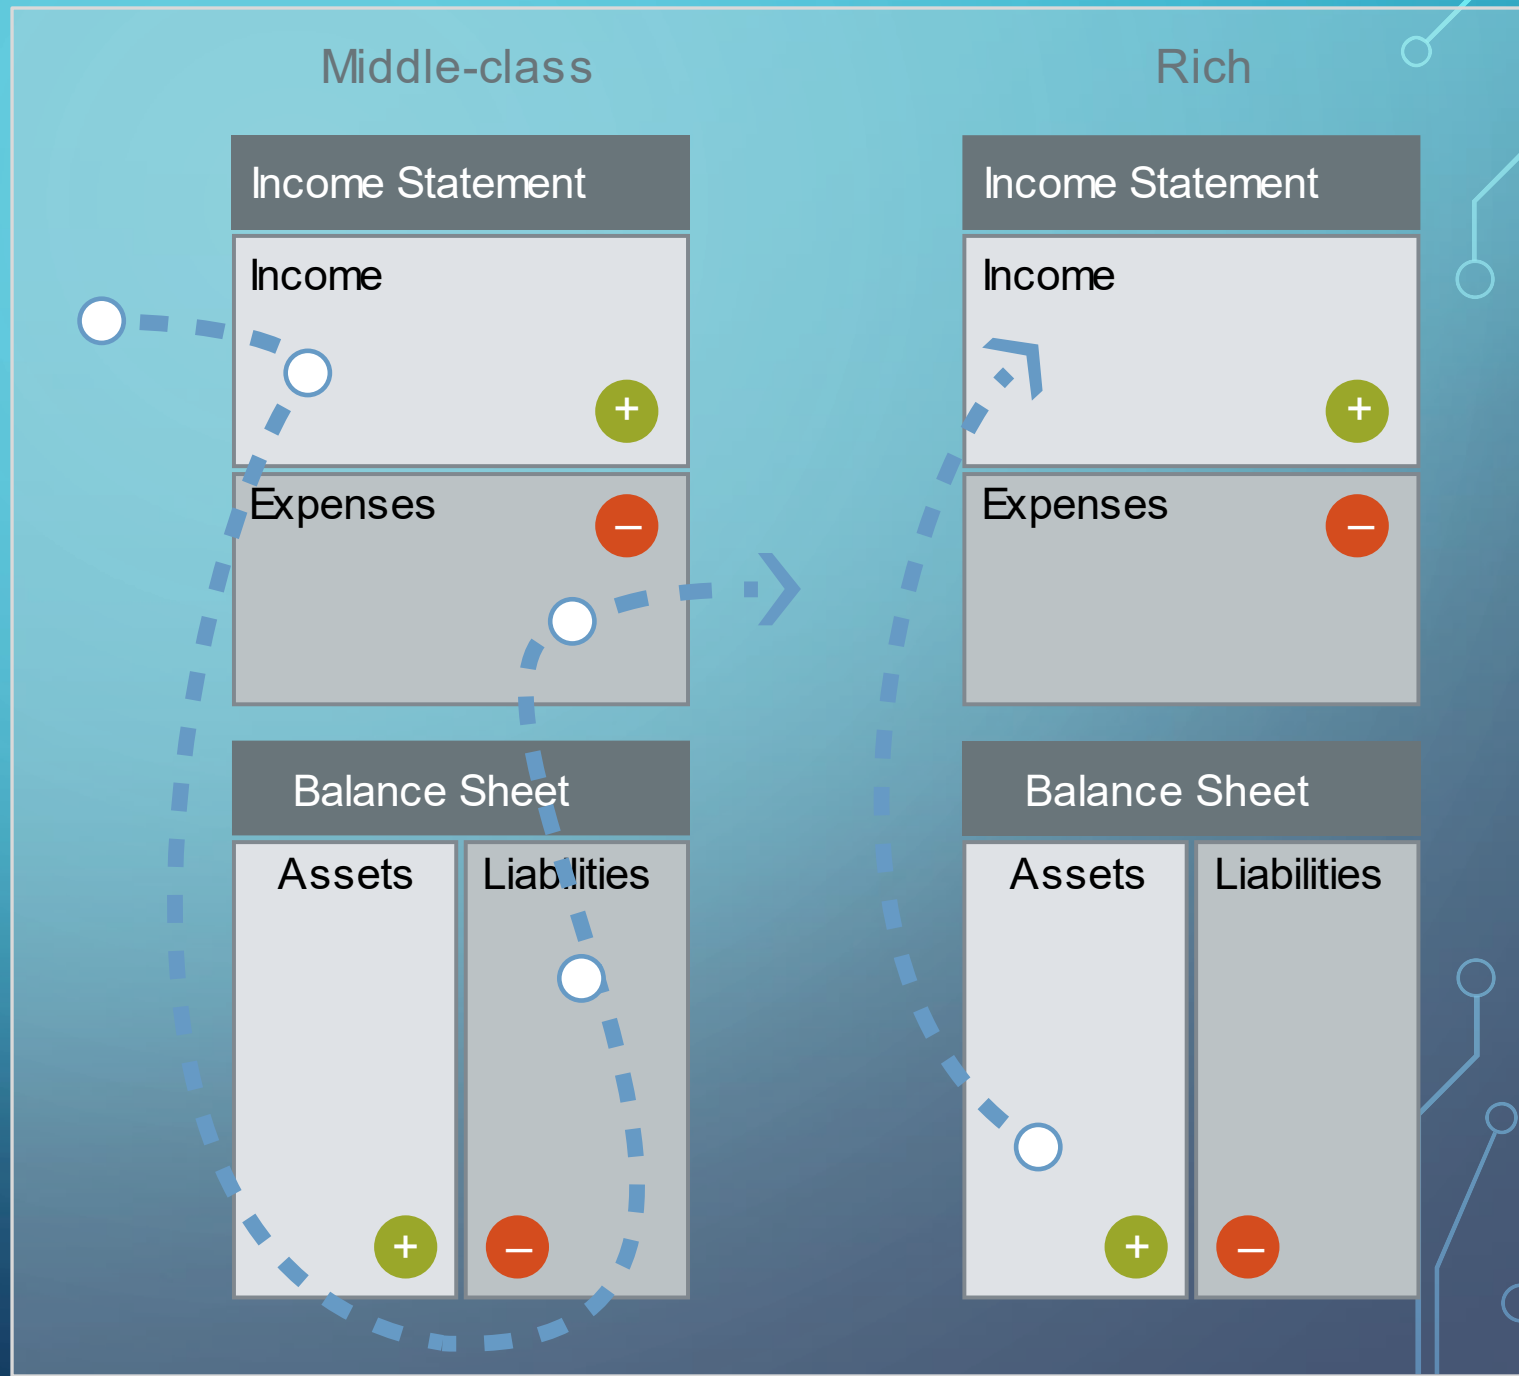 Middle-class
Rich
Income Statement
Income
+
Expenses
–
Balance Sheet
Assets
Liabilities
+
–
Income Statement
Income
+
Expenses
–
Balance Sheet
Assets
Liabilities
+
–